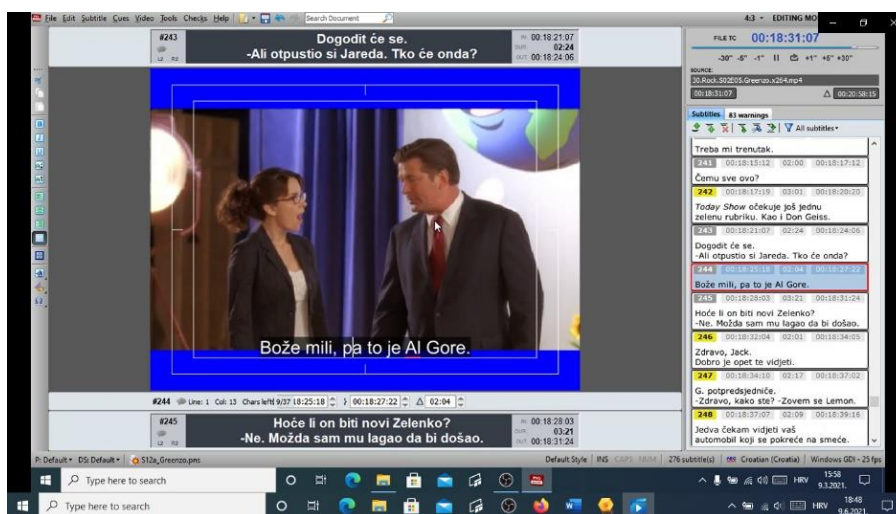 File Edit Subtitle Cues Video Tools Checks Help
Search Document
4:3 - EDITING MO
#243
L2 R2
Dogodit će se.
-Ali otpustio si Jareda. Tko će onda?
IN: 00:18:21:07
DUR: 02:24
OUT: 00:18:24:06
FILE TC 00:18:31:07
-30" -5" -1" +1" +6" +30"
SOURCE
30.Rock.S02E05.Greenzo.x264.mp4
00:18:31:07 Δ 00:20:58:15
Subtitles 83 warnings
All subtitles
Treba mi trenutak.
241 00:18:15:12 02:00 00:18:17:12
Čemu sve ovo?
242 00:18:17:19 03:01 00:18:20:20
Today Show očekuje još jednu
zelenu rubriku. Kao i Don Geiss.
243 00:18:21:07 02:24 00:18:24:06
Dogodit će se.
-Ali otpustio si Jareda. Tko će onda?
244 00:18:25:18 02:04 00:18:27:22
Bože mili, pa to je Al Gore.
245 00:18:28:03 03:21 00:18:31:24
Hoće li on biti novi Zelenko?
-Ne. Možda sam mu lagao da bi došao.
246 00:18:32:04 02:01 00:18:34:05
Zdravo, Jack.
Dobro je opet te vidjeti.
247 00:18:34:10 02:17 00:18:37:02
G. potpredsjedniče.
-Zdravo, kako ste? -Zovem se Lemon.
248 00:18:37:07 02:09 00:18:39:16
Jedva čekam vidjeti vaš
automobil koji se pokreće na smeće.
Bože mili, pa to je Al Gore.
#244 Line: 1 Col: 13 Chars left: 9/37 18:25:18 00:18:27:22 Δ 02:04
#245
L2 R2
Hoće li on biti novi Zelenko?
-Ne. Možda sam mu lagao da bi došao.
IN: 00:18:28:03
DUR: 03:21
OUT: 00:18:31:24
P: Default DS: Default S12a_Greenzo.pns
Default Style INS CAPS NUM 276 subtitle(s) Croatian (Croatia) Windows GDI - 25 fps
Type here to search
HRV 15:58
9.3.2021.
Type here to search
HRV 18:48
9.6.2021.